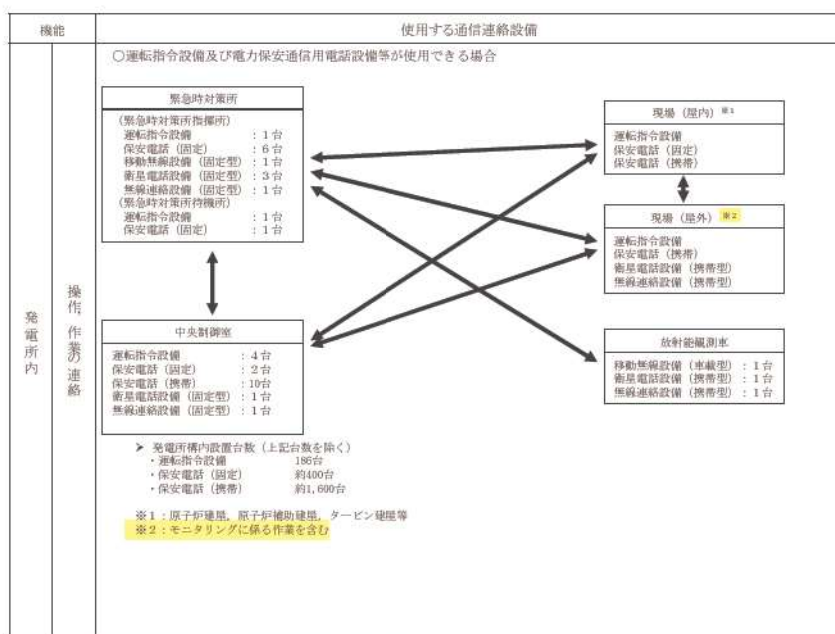 機能
使用する通信連絡設備
発電所内
操作，作業の連絡
○運転指令設備及び電力保安通信用電話設備等が使用できる場合
緊急時対策所
(緊急時対策所指揮所)
運転指令設備 : 1台
保安電話（固定） : 6台
移動無線設備（固定型）: 1台
衛星電話設備（固定型）: 3台
無線連絡設備（固定型）: 1台
(緊急時対策所待機所)
運転指令設備 : 1台
保安電話（固定） : 1台
中央制御室
運転指令設備 : 4台
保安電話（固定） : 2台
保安電話（携帯） : 10台
衛星電話設備（固定型）: 1台
無線連絡設備（固定型）: 1台
現場（屋内）※1
運転指令設備
保安電話（固定）
保安電話（携帯）
現場（屋外）※2
運転指令設備
保安電話（携帯）
衛星電話設備（携帯型）
無線連絡設備（携帯型）
放射能観測車
移動無線設備（車載型）: 1台
衛星電話設備（携帯型）: 1台
無線連絡設備（携帯型）: 1台
➤ 発電所構内設置台数（上記台数を除く）
・運転指令設備 186台
・保安電話（固定） 約400台
・保安電話（携帯） 約1,600台
※1：原子炉建屋，原子炉補助建屋，タービン建屋等
※2：モニタリングに係る作業を含む